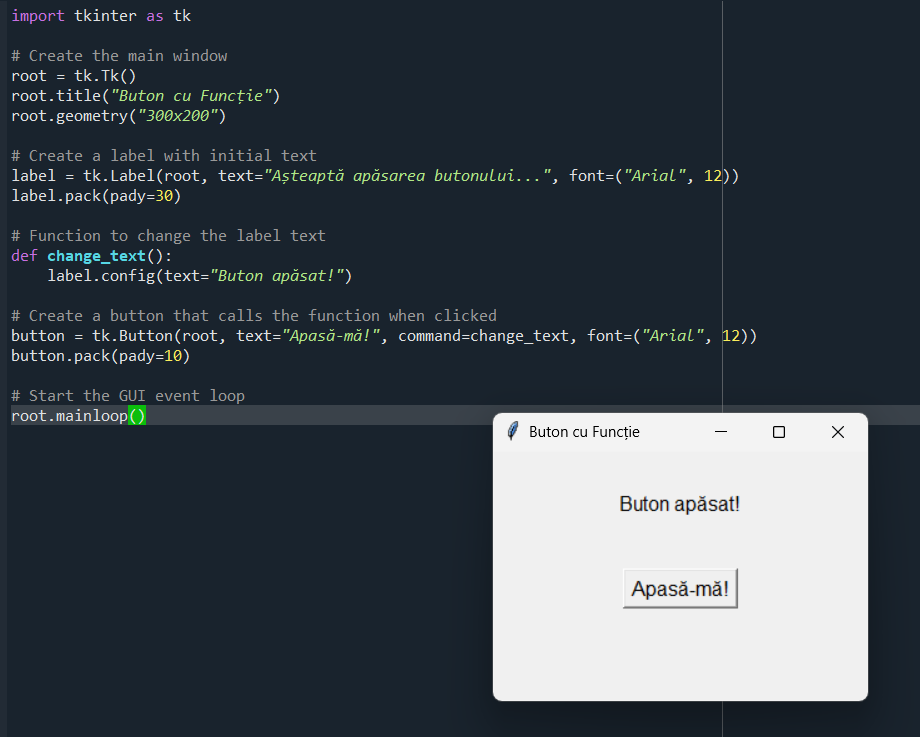 import tkinter as tk
# Create the main window
root = tk.Tk()
root.title("Buton cu Funcție")
root.geometry("300x200")
# Create a label with initial text
label = tk.Label(root, text="Așteaptă apăsarea butonului...", font=("Arial", 12))
label.pack(pady=30)
# Function to change the label text
def change_text():
    label.config(text="Buton apăsat!")
# Create a button that calls the function when clicked
button = tk.Button(root, text="Apasă-mă!", command=change_text, font=("Arial", 12))
button.pack(pady=10)
# Start the GUI event loop
root.mainloop()
Buton cu Funcție
Buton apăsat!
Apasă-mă!